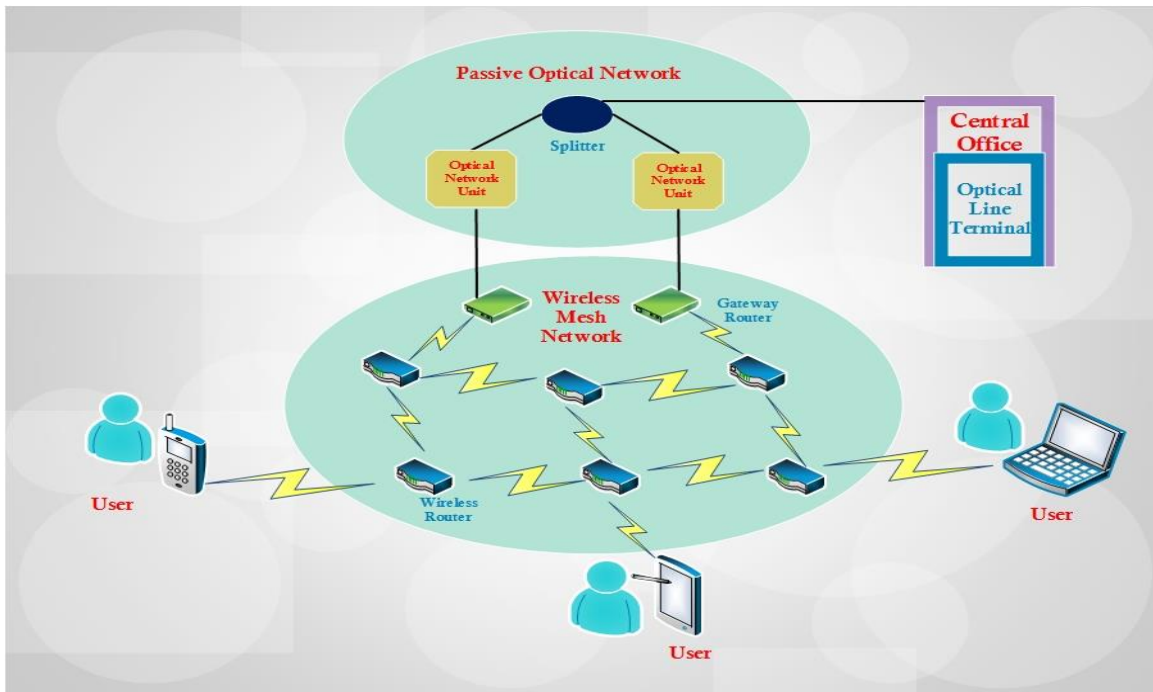 Passive Optical Network
Splitter
Optical
Network
Unit
Optical
Network
Unit
Central
Office
Optical
Line
Terminal
Wireless
Mesh
Network
Gateway
Router
Wireless
Router
User
User
User